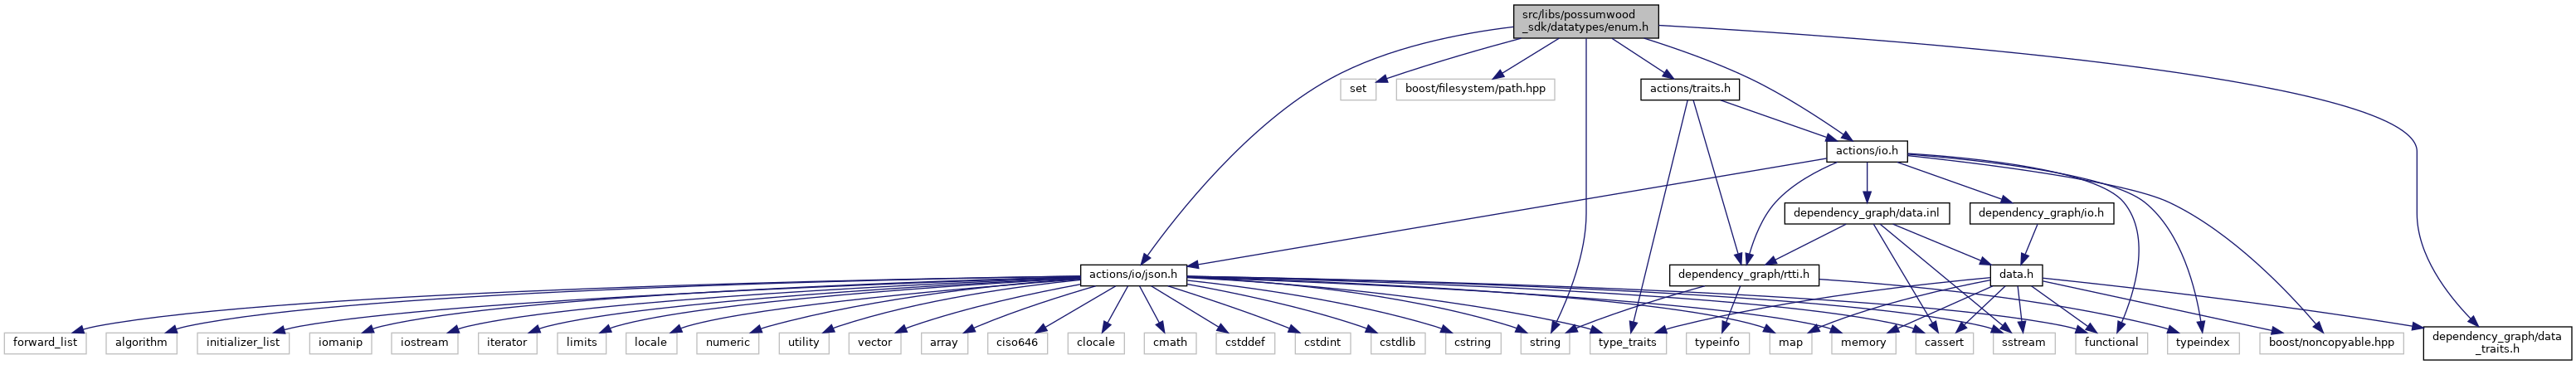 src/libs/possumwood
_sdk/datatypes/enum.h
set
boost/filesystem/path.hpp
actions/traits.h
actions/io.h
dependency_graph/data.inl
dependency_graph/io.h
actions/io/json.h
dependency_graph/rtti.h
data.h
forward_list
algorithm
initializer_list
iomanip
iostream
iterator
limits
locale
numeric
utility
vector
array
ciso646
clocale
cmath
cstddef
cstdint
cstdlib
cstring
string
type_traits
typeinfo
map
memory
cassert
sstream
functional
typeindex
boost/noncopyable.hpp
dependency_graph/data
_traits.h